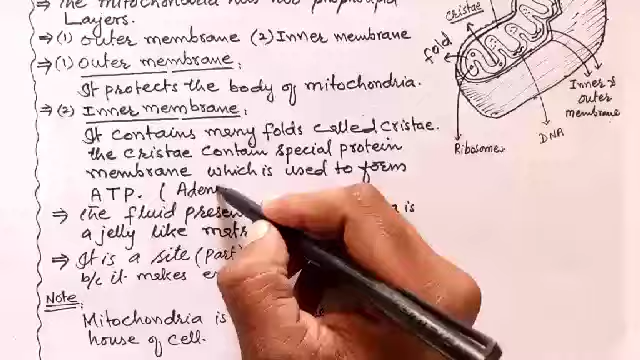 ⇒ the mitochondria has two phospholipid
Layers.
⇒ (1) Outer membrane (2) Inner membrane
⇒ (1) Outer membrane:
It protects the body of mitochondria.
⇒ (2) Inner membrane:
It contains many folds called Cristae.
the Cristae contain special protein
membrane which is used to form
ATP. ( Aden
⇒ the fluid presen is
a jelly like
⇒ It is a site (Part)
b/c it makes
Note:
Mitochondria is
house of cell.
Cristae
fold
Inner &
outer
membrane
DNA
Ribosomes